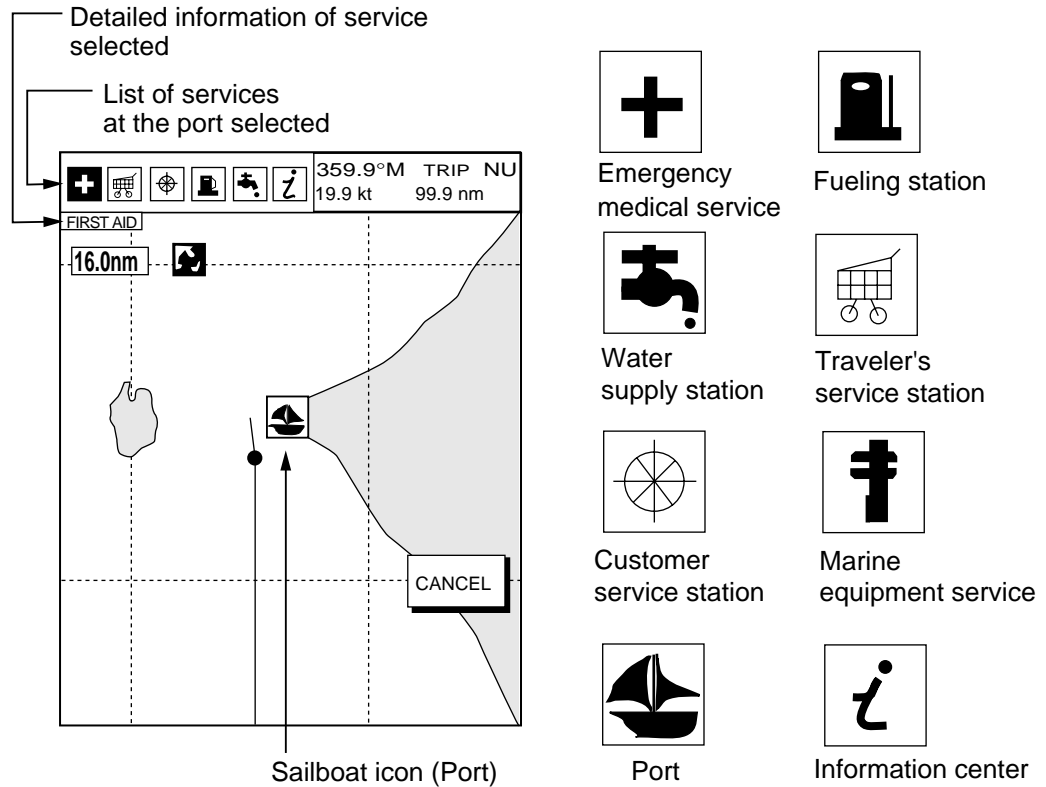 Detailed information of service
selected
List of services
at the port selected
359.9°M TRIP NU
19.9 kt 99.9 nm
FIRST AID
16.0nm
CANCEL
Sailboat icon (Port)
Emergency
medical service
Fueling station
Water
supply station
Traveler's
service station
Customer
service station
Marine
equipment service
Port
Information center